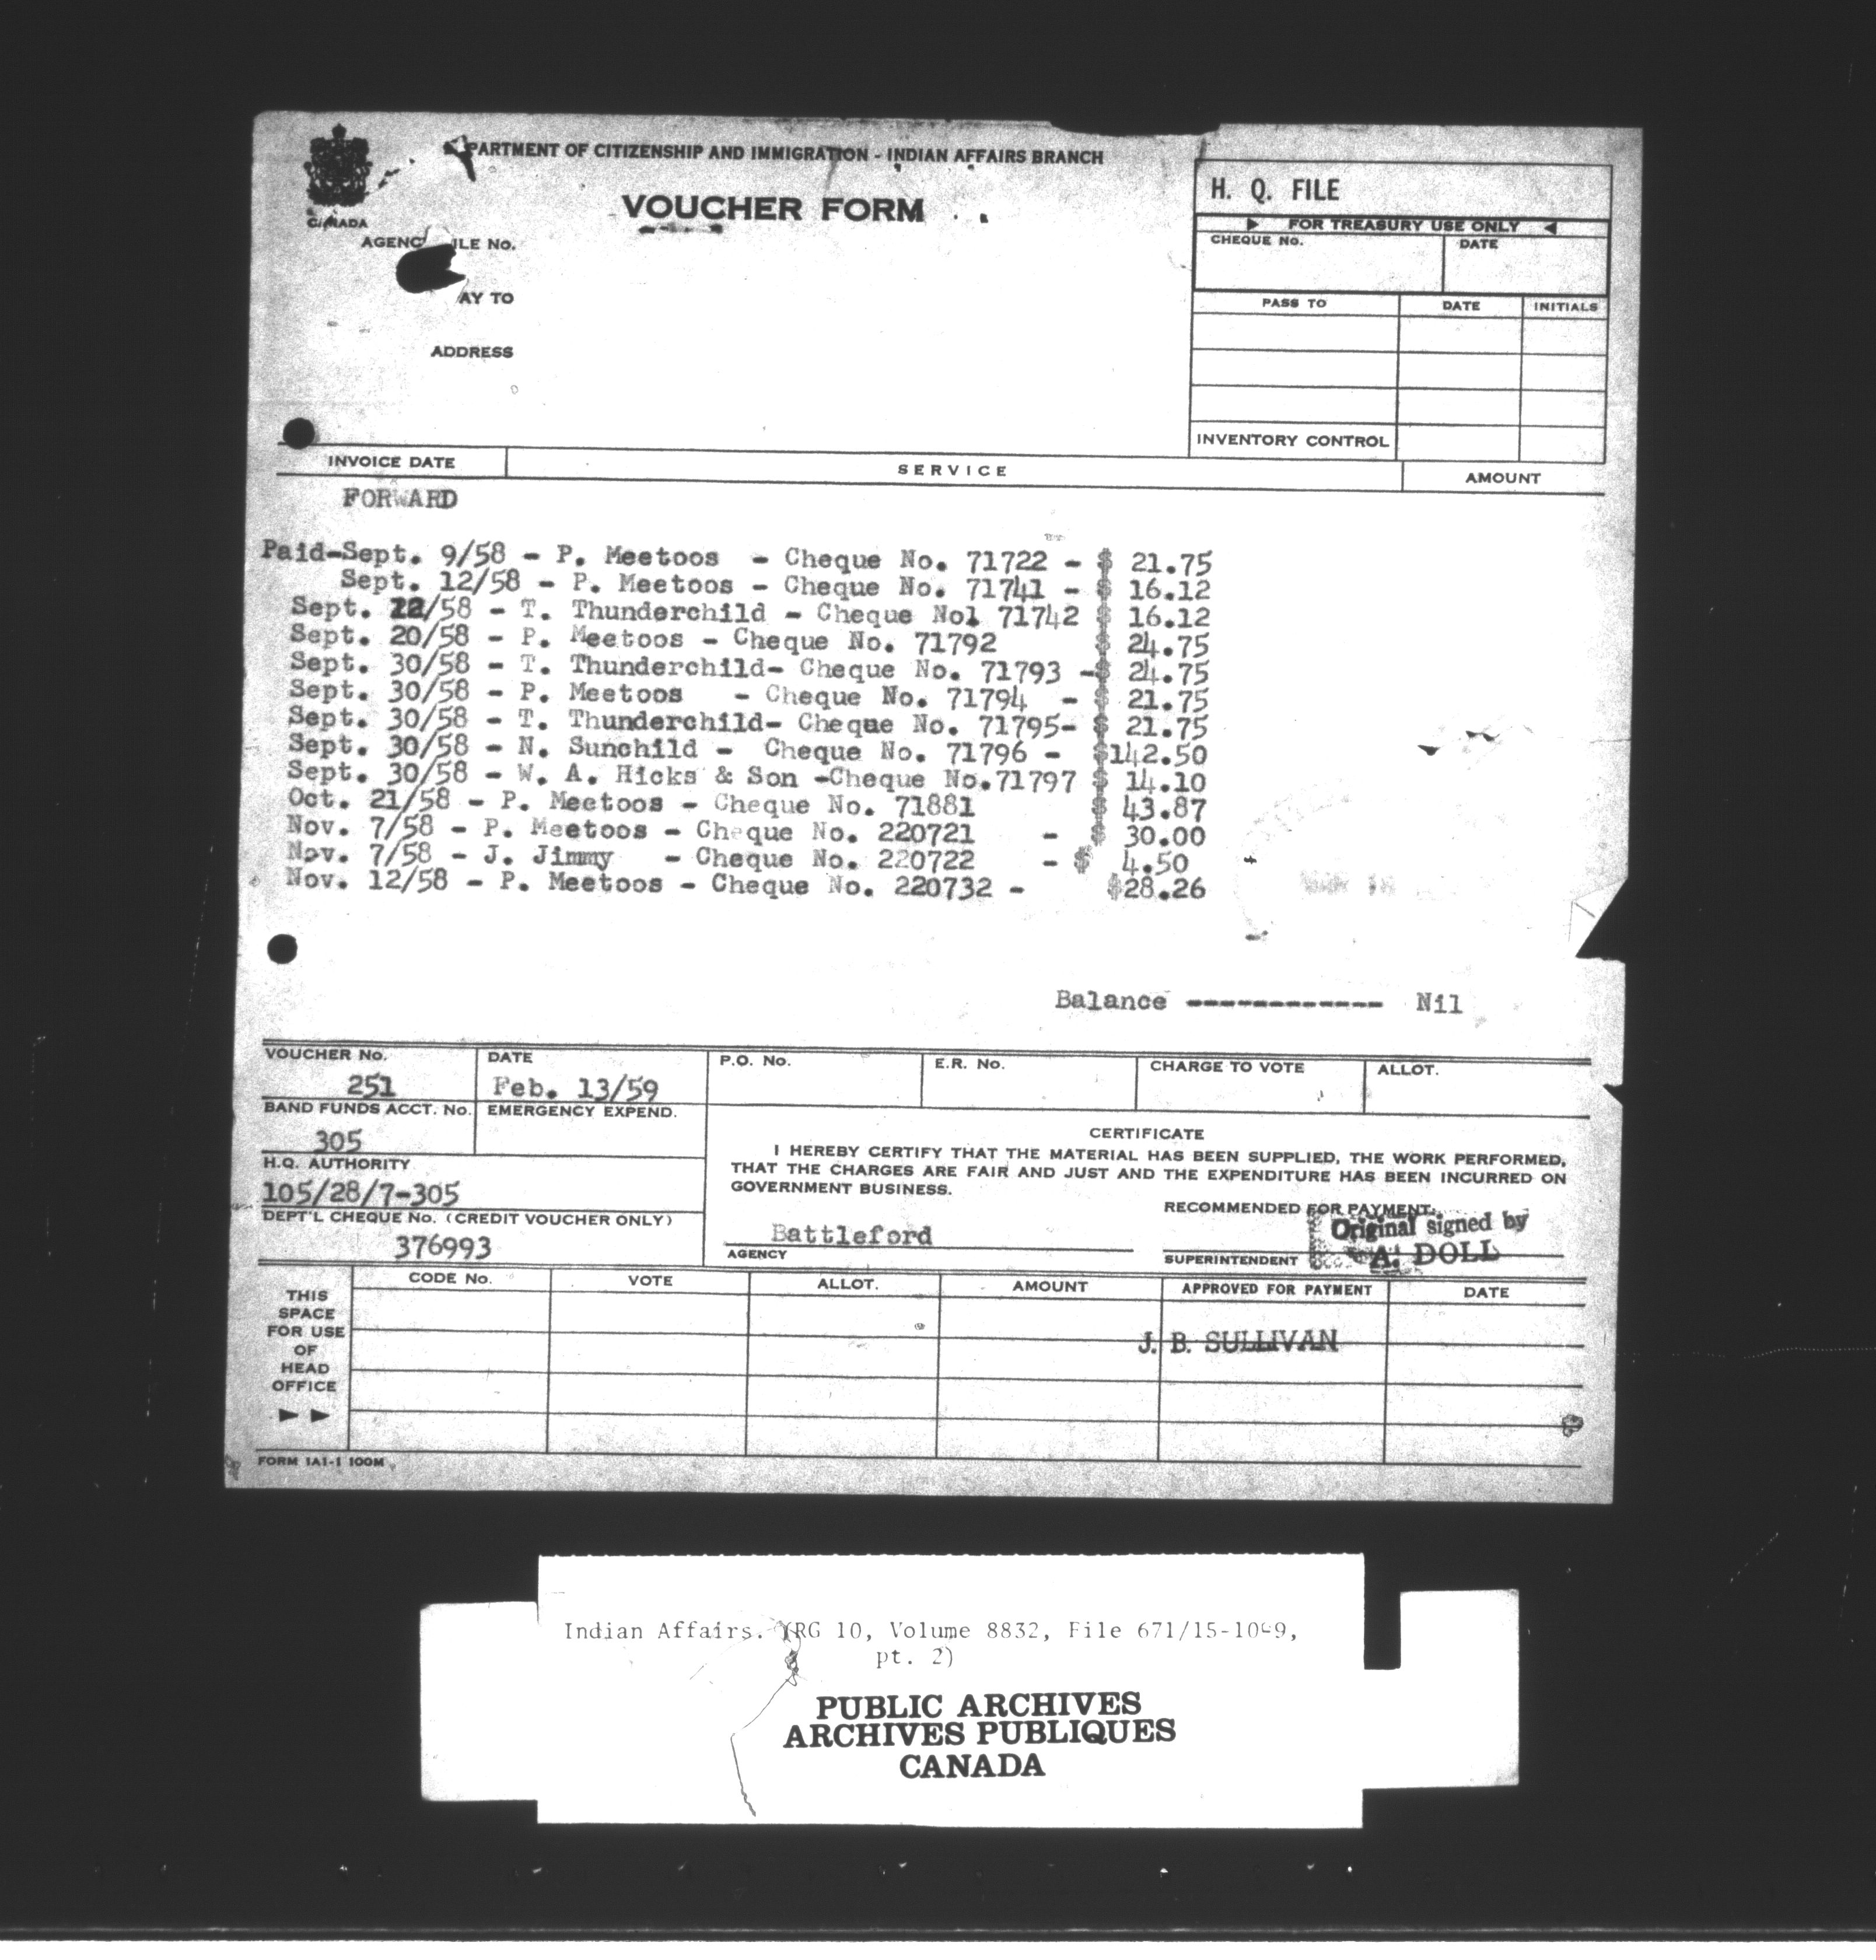 PARTMENT OF CITIZENSHIP AND IMMIGRATION - INDIAN AFFAIRS BRANCH
CANADA
VOUCHER FORM
AGENC ILE No.
AY TO
ADDRESS
H. Q. FILE
FOR TREASURY USE ONLY
CHEQUE No. DATE
PASS TO DATE INITIALS
INVENTORY CONTROL
INVOICE DATE SERVICE AMOUNT
FORWARD
Paid-Sept. 9/58 - P. Meetoos - Cheque No. 71722 - $ 21.75
Sept. 12/58 - P. Meetoos - Cheque No. 71741 - $ 16.12
Sept. 12/58 - T. Thunderchild - Cheque Nol 71742 $ 16.12
Sept. 20/58 - P. Meetoos - Cheque No. 71792 $ 24.75
Sept. 30/58 - T. Thunderchild- Cheque No. 71793 -$ 24.75
Sept. 30/58 - P. Meetoos - Cheque No. 71794 - $ 21.75
Sept. 30/58 - T. Thunderchild- Cheque No. 71795- $ 21.75
Sept. 30/58 - N. Sunchild - Cheque No. 71796 - $142.50
Sept. 30/58 - W. A. Hicks & Son -Cheque No.71797 $ 14.10
Oct. 21/58 - P. Meetoos - Cheque No. 71881 $ 43.87
Nov. 7/58 - P. Meetoos - Cheque No. 220721 - $ 30.00
Nov. 7/58 - J. Jimmy - Cheque No. 220722 - $ 4.50
Nov. 12/58 - P. Meetoos - Cheque No. 220732 - $28.26
Balance ------------ Nil
VOUCHER No. DATE P.O. No. E.R. No. CHARGE TO VOTE ALLOT.
251 Feb. 13/59
BAND FUNDS ACCT. No. EMERGENCY EXPEND.
305
H.Q. AUTHORITY
105/28/7-305
DEPT'L CHEQUE No. (CREDIT VOUCHER ONLY)
376993
CERTIFICATE
I HEREBY CERTIFY THAT THE MATERIAL HAS BEEN SUPPLIED, THE WORK PERFORMED,
THAT THE CHARGES ARE FAIR AND JUST AND THE EXPENDITURE HAS BEEN INCURRED ON
GOVERNMENT BUSINESS.
RECOMMENDED FOR PAYMENT.
Original signed by
Battleford
AGENCY
SUPERINTENDENT A. DOLL
CODE No. VOTE ALLOT. AMOUNT APPROVED FOR PAYMENT DATE
THIS
SPACE
FOR USE
OF
HEAD
OFFICE
J. B. SULLIVAN
FORM 1A1-1 100M
Indian Affairs. (RG 10, Volume 8832, File
pt. 2)
PUBLIC ARCHIVES
ARCHIVES PUBLIQUES
CANADA